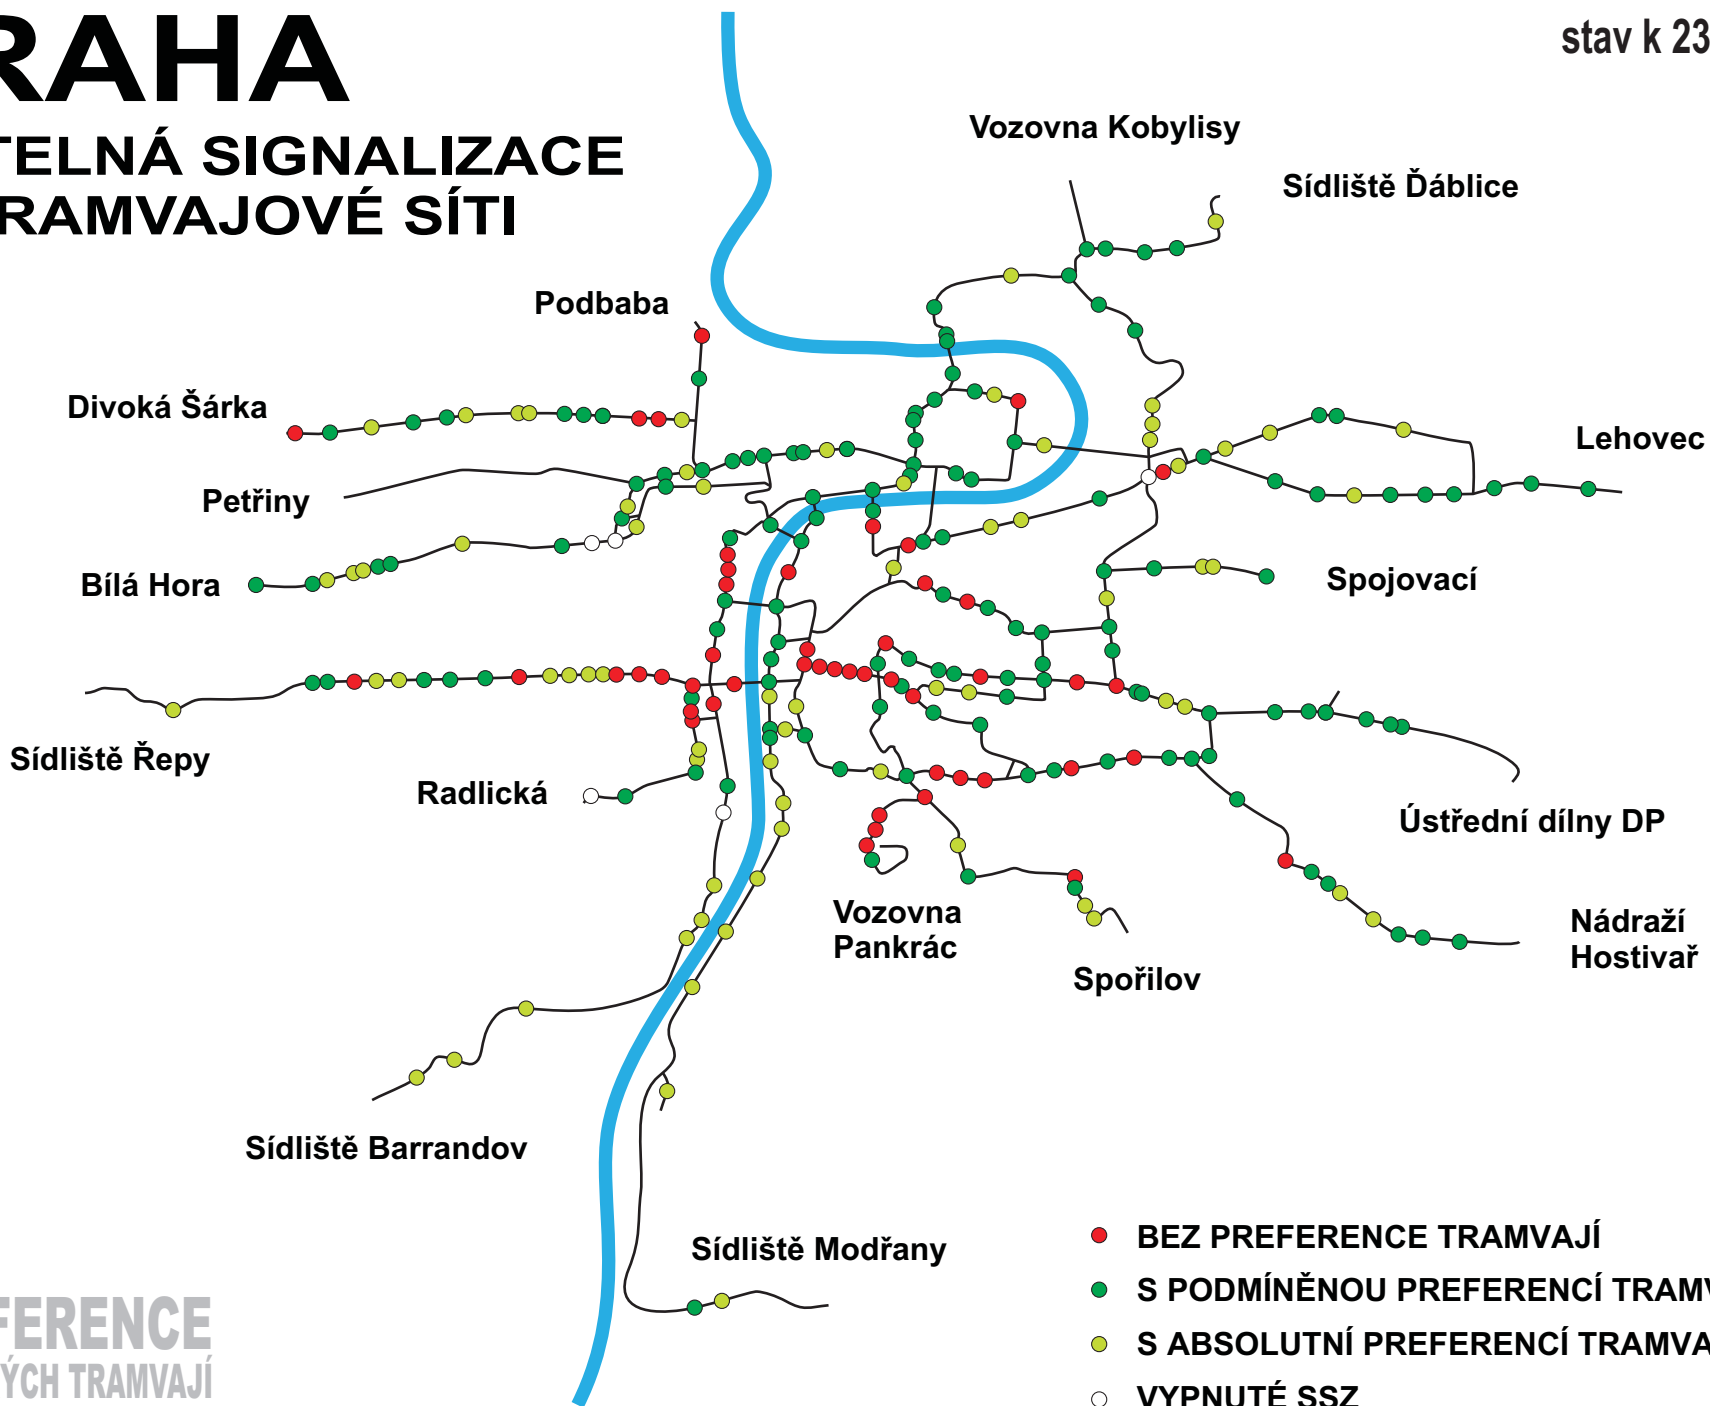 RAHA
stav k 23
TELNÁ SIGNALIZACE
RAMVAJOVÉ SÍTI
Vozovna Kobylisy
Sídliště Ďáblice
Podbaba
Divoká Šárka
Lehovec
Petřiny
Bílá Hora
Spojovací
Sídliště Řepy
Radlická
Ústřední dílny DP
Vozovna
Pankrác
Nádraží
Hostivař
Spořilov
Sídliště Barrandov
Sídliště Modřany
BEZ PREFERENCE TRAMVAJÍ
S PODMÍNĚNOU PREFERENCÍ TRAMV
S ABSOLUTNÍ PREFERENCÍ TRAMVA
VYPNUTÉ SSZ
FERENCE
ÝCH TRAMVAJÍ